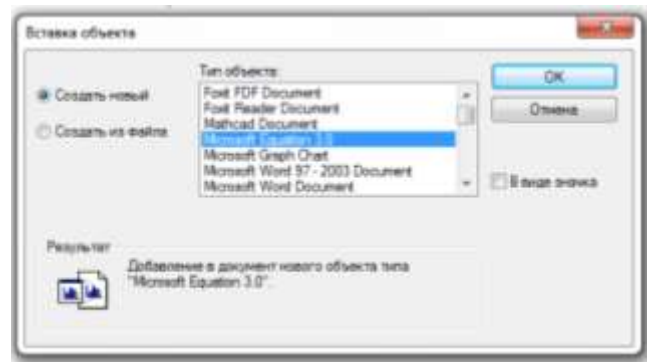 Вставка объекта
Тип объекта:
Создать новый
Создать из файла
Foxit PDF Document
Foxit Reader Document
Mathcad Document
Microsoft Equation 3.0
Microsoft Graph Chart
Microsoft Word 97 - 2003 Document
Microsoft Word Document
OK
Отмена
В виде значка
Результат
Добавление в документ нового объекта типа
"Microsoft Equation 3.0".